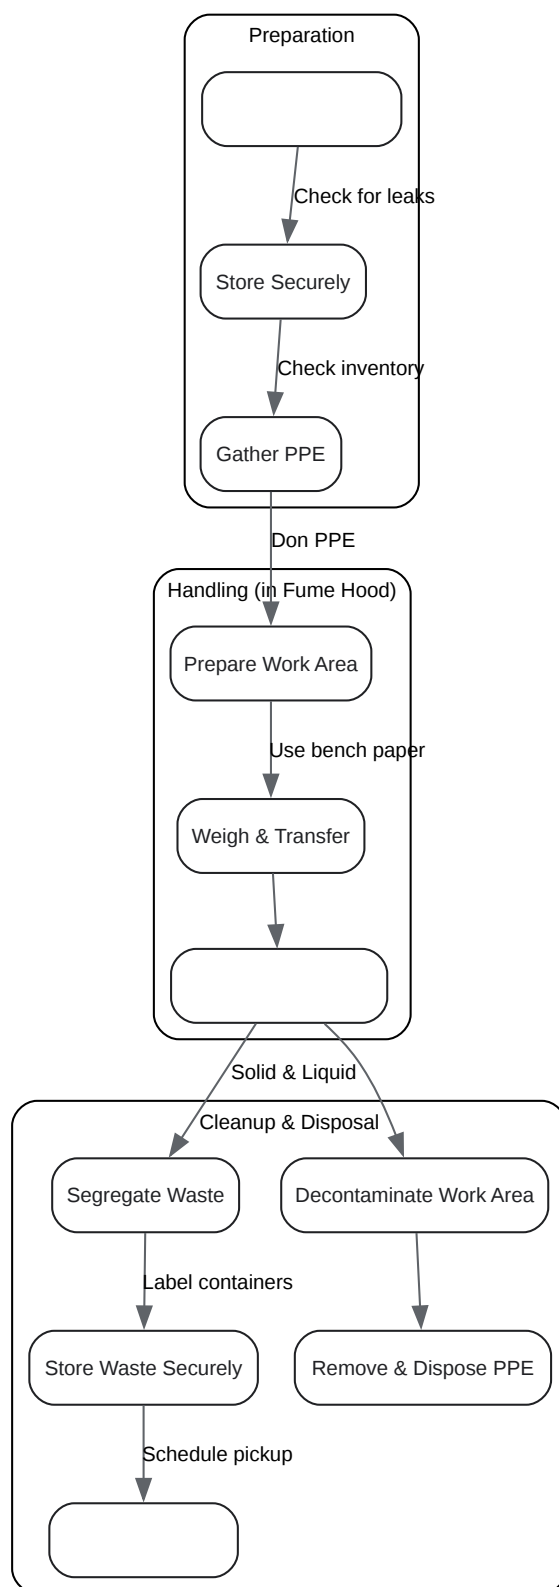 Preparation
Check for leaks
Store Securely
Check inventory
Gather PPE
Don PPE
Handling (in Fume Hood)
Prepare Work Area
Use bench paper
Weigh & Transfer
Solid & Liquid
Cleanup & Disposal
Segregate Waste
Decontaminate Work Area
Label containers
Store Waste Securely
Remove & Dispose PPE
Schedule pickup